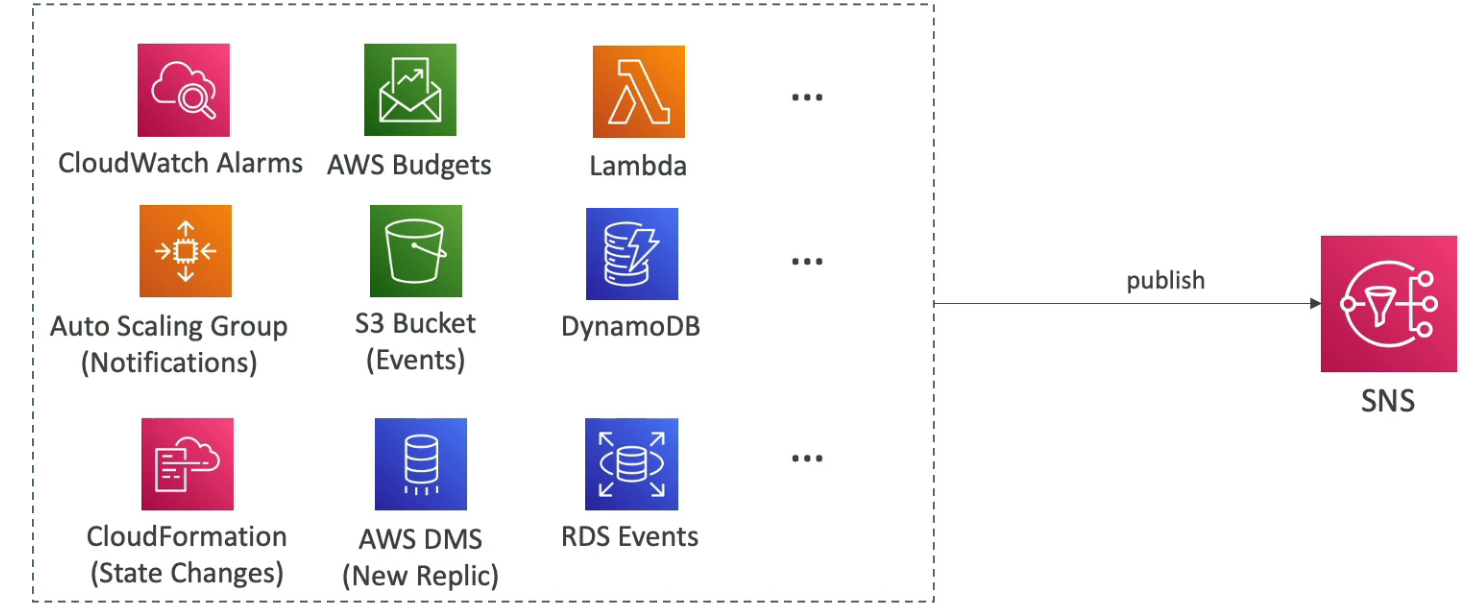 CloudWatch Alarms
AWS Budgets
Lambda
...
Auto Scaling Group
(Notifications)
S3 Bucket
(Events)
DynamoDB
...
CloudFormation
(State Changes)
AWS DMS
(New Replic)
RDS Events
...
publish
SNS